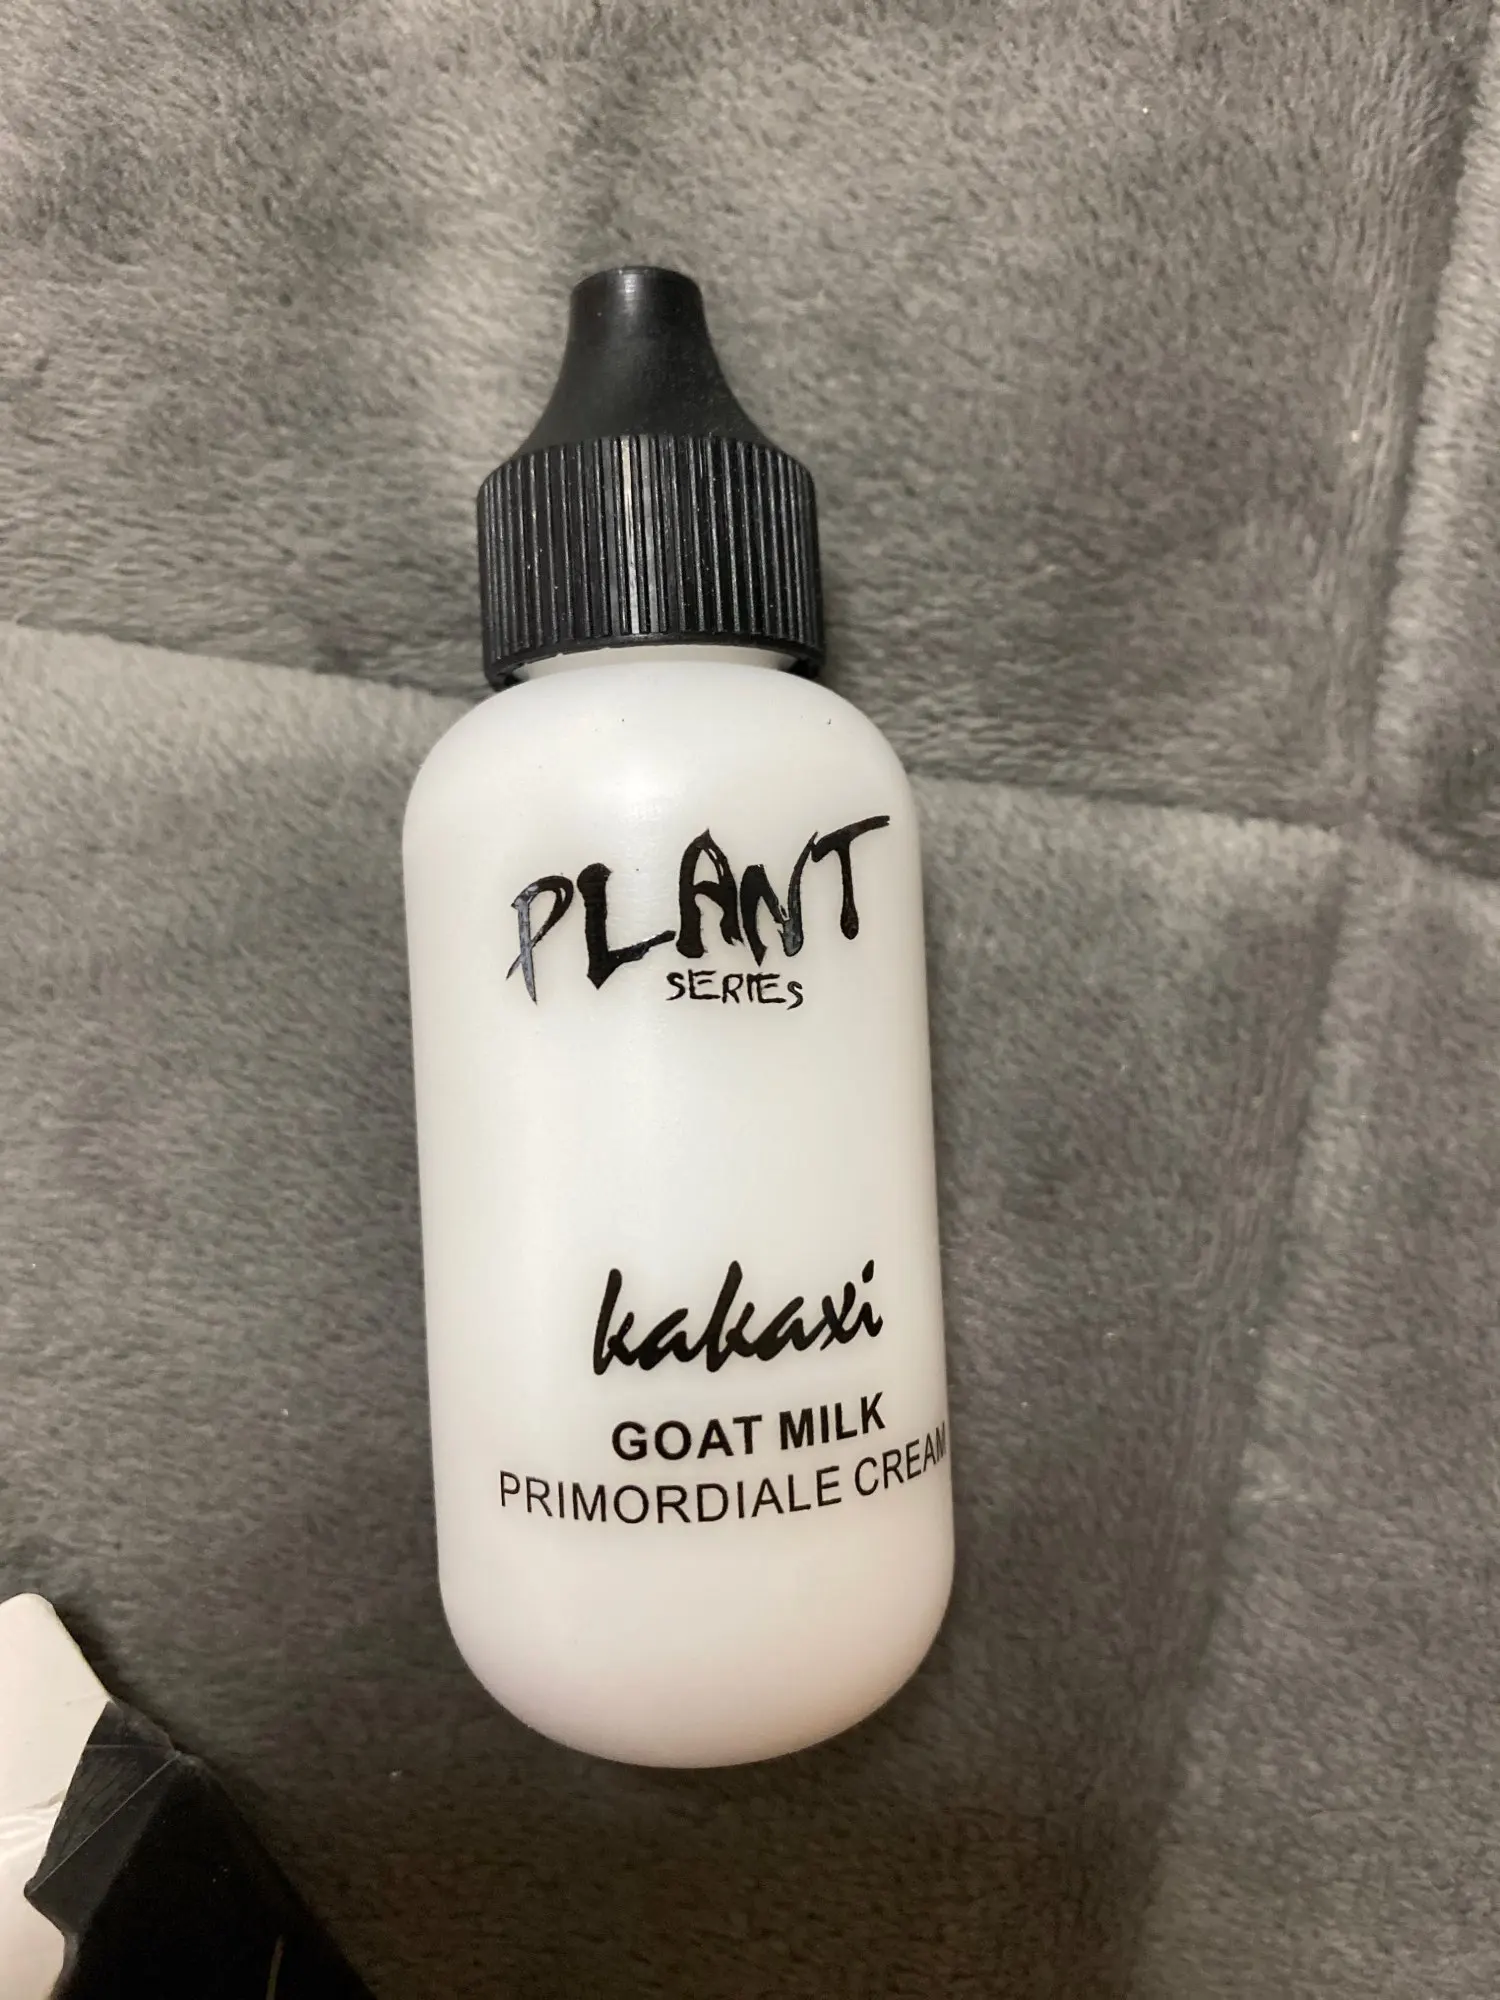 PLANT
SERIES
kakaxi
GOAT MILK
PRIMORDIALE CREAM